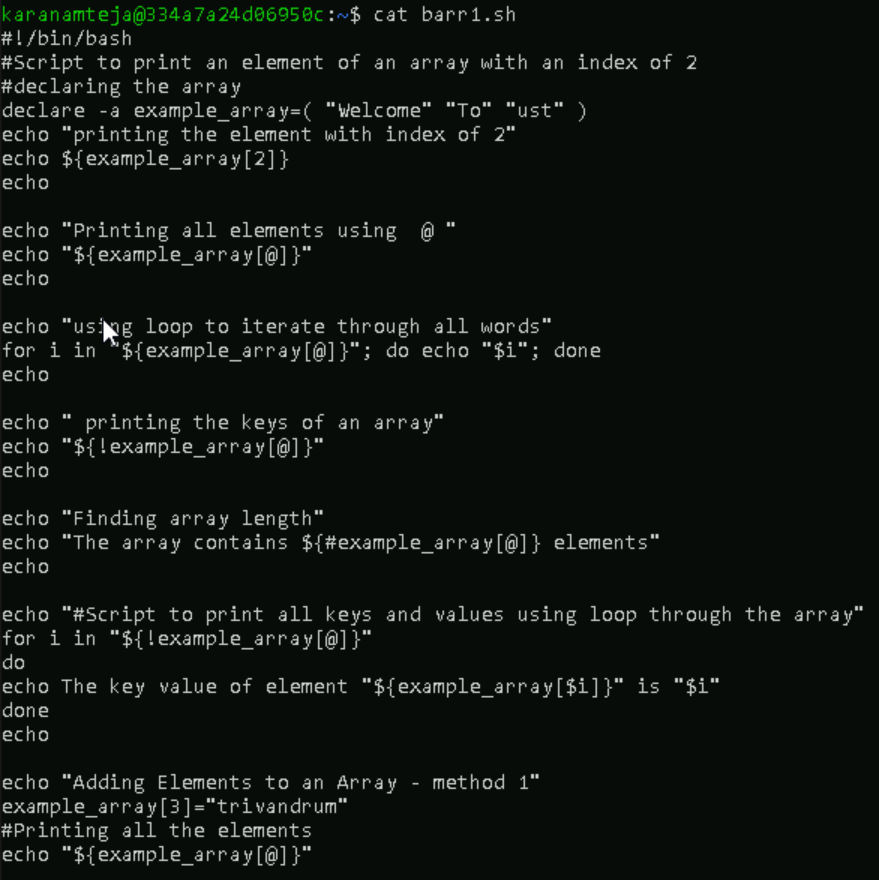 karanamteja@334a7a24d06950c:~$ cat barr1.sh
#!/bin/bash
#Script to print an element of an array with an index of 2
#declaring the array
declare -a example_array=( "Welcome" "To" "ust" )
echo "printing the element with index of 2"
echo ${example_array[2]}
echo
echo "Printing all elements using  @ "
echo "${example_array[@]}"
echo
echo "using loop to iterate through all words"
for i in "${example_array[@]}"; do echo "$i"; done
echo
echo " printing the keys of an array"
echo "${!example_array[@]}"
echo
echo "Finding array length"
echo "The array contains ${#example_array[@]} elements"
echo
echo "#Script to print all keys and values using loop through the array"
for i in "${!example_array[@]}"
do
echo The key value of element "${example_array[$i]}" is "$i"
done
echo
echo "Adding Elements to an Array - method 1"
example_array[3]="trivandrum"
#Printing all the elements
echo "${example_array[@]}"